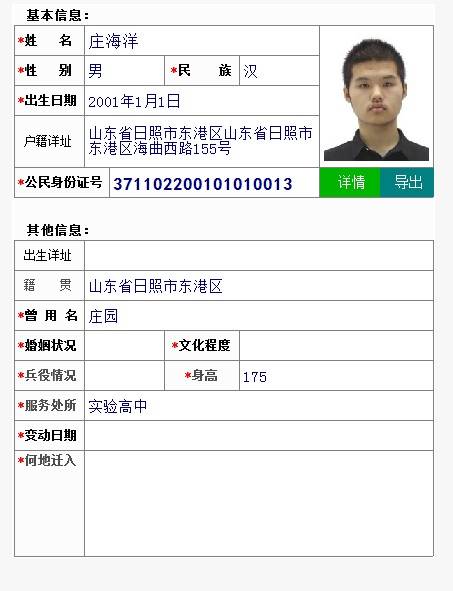 基本信息：
*姓 名 庄海洋
*性 别 男 *民 族 汉
*出生日期 2001年1月1日
户籍详址 山东省日照市东港区山东省日照市
东港区海曲西路155号
*公民身份证号 371102200101010013 详情 导出
其他信息：
出生详址
籍 贯 山东省日照市东港区
*曾 用 名 庄园
*婚姻状况 *文化程度
*兵役情况 *身高 175
*服务处所 实验高中
*变动日期
*何地迁入